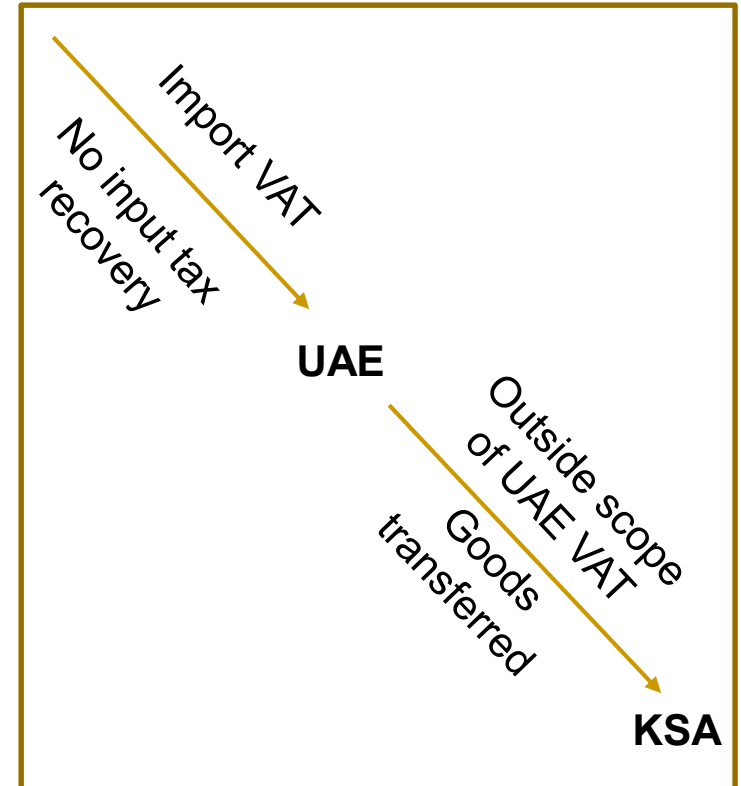 Import VAT
No input tax
recovery
UAE
Outside scope
of UAE VAT
Goods
transferred
KSA